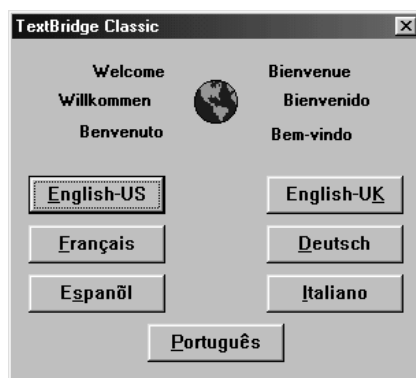 TextBridge Classic
Welcome Bienvenue
Willkommen Bienvenido
Benvenuto Bem-vindo
English-US English-UK
Français Deutsch
Espanõl Italiano
Português